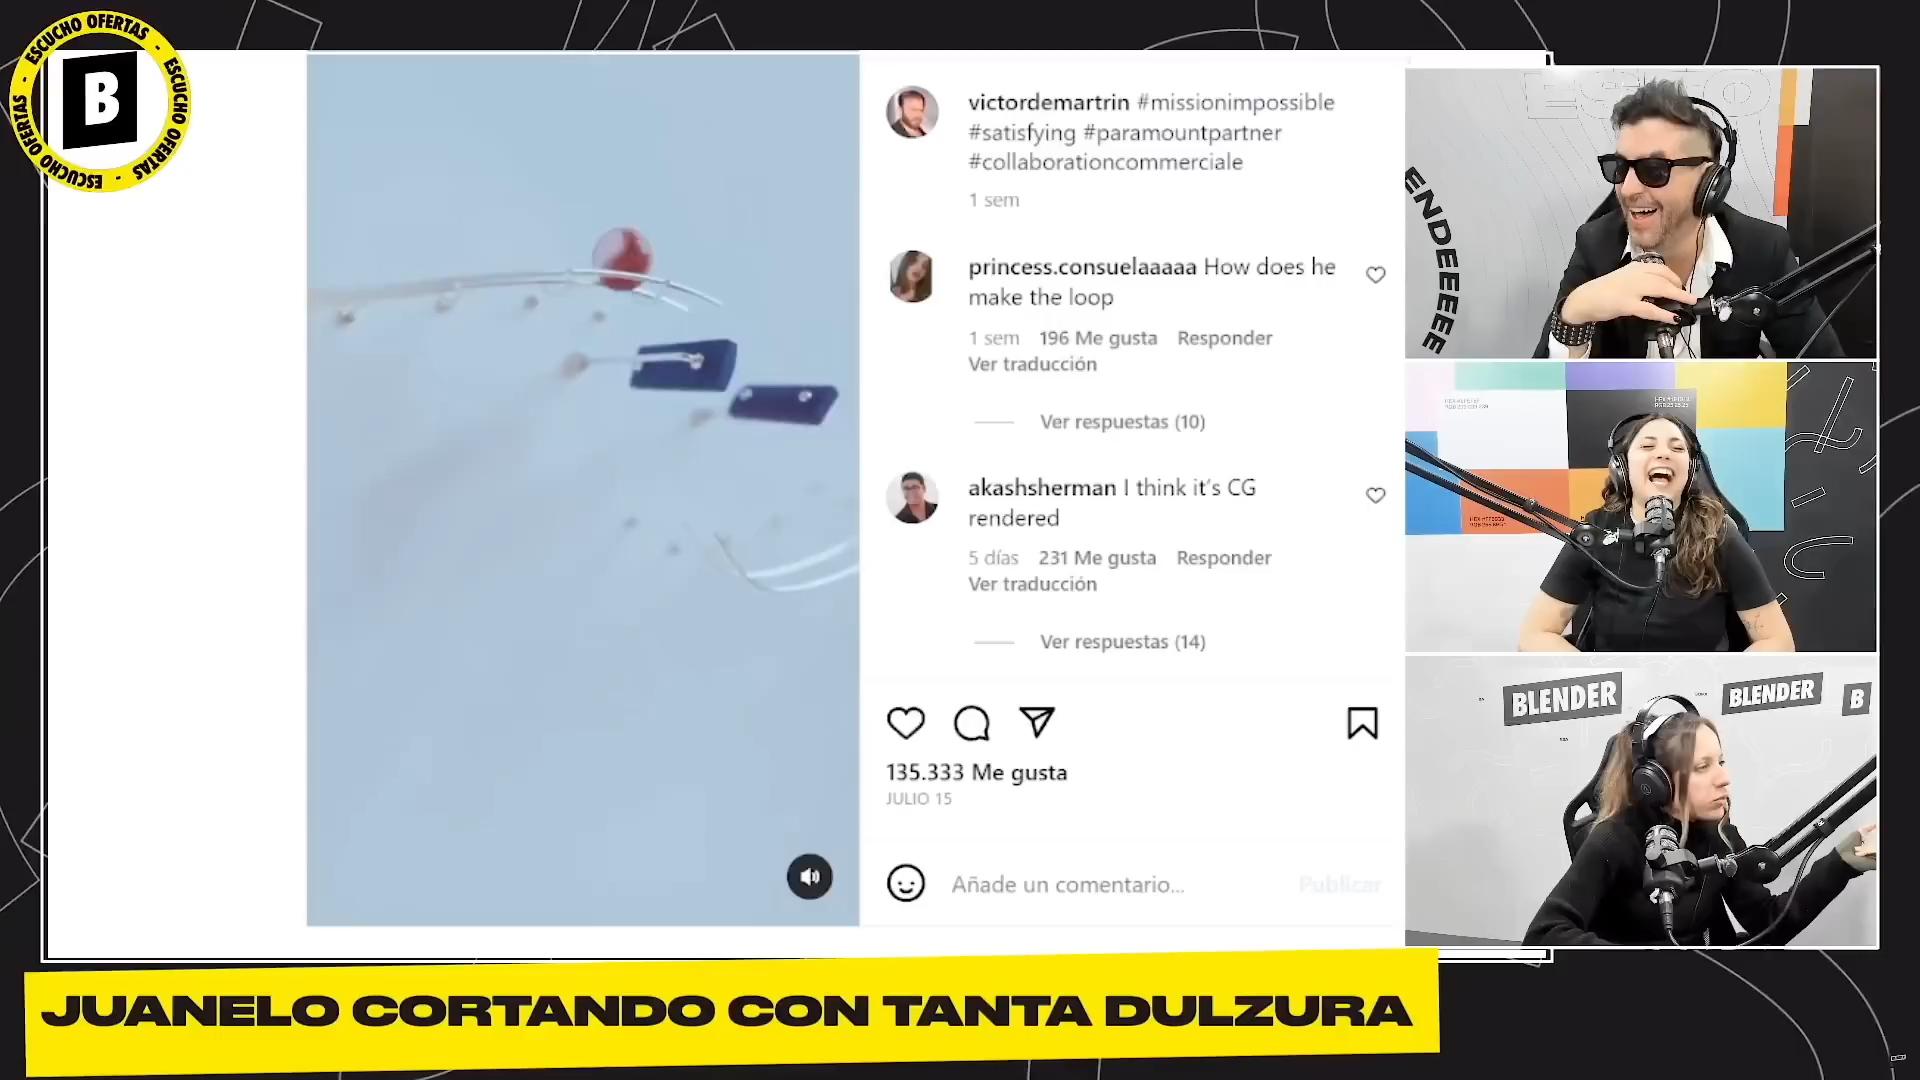 ESCUCHO OFERTAS - ESCUCHO OFERTAS - ESCUCHO OFERTAS -
B
victordemartrin #missionimpossible
#satisfying #paramountpartner
#collaborationcommerciale
1 sem
princess.consuelaaaaa How does he
make the loop
1 sem 196 Me gusta Responder
Ver traducción
Ver respuestas (10)
akashsherman I think it's CG
rendered
5 días 231 Me gusta Responder
Ver traducción
Ver respuestas (14)
135.333 Me gusta
JULIO 15
Añade un comentario...
Publicar
ESTO
ENDEEEE
BLENDER
BLENDER
B
JUANELO CORTANDO CON TANTA DULZURA